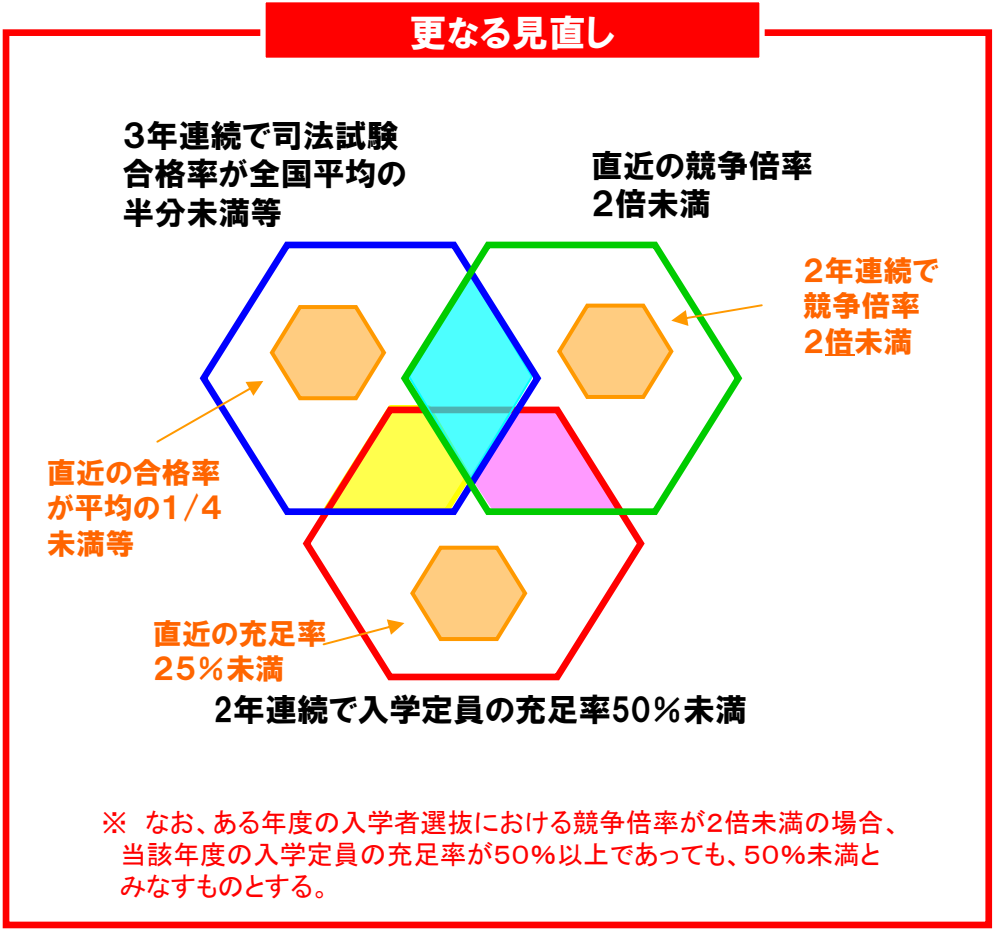 更なる見直し
3年連続で司法試験
合格率が全国平均の
半分未満等
直近の競争倍率
2倍未満
2年連続で
競争倍率
2倍未満
直近の合格率
が平均の1/4
未満等
直近の充足率
25%未満
2年連続で入学定員の充足率50%未満
※ なお、ある年度の入学者選抜における競争倍率が2倍未満の場合、
当該年度の入学定員の充足率が50%以上であっても、50%未満と
みなすものとする。